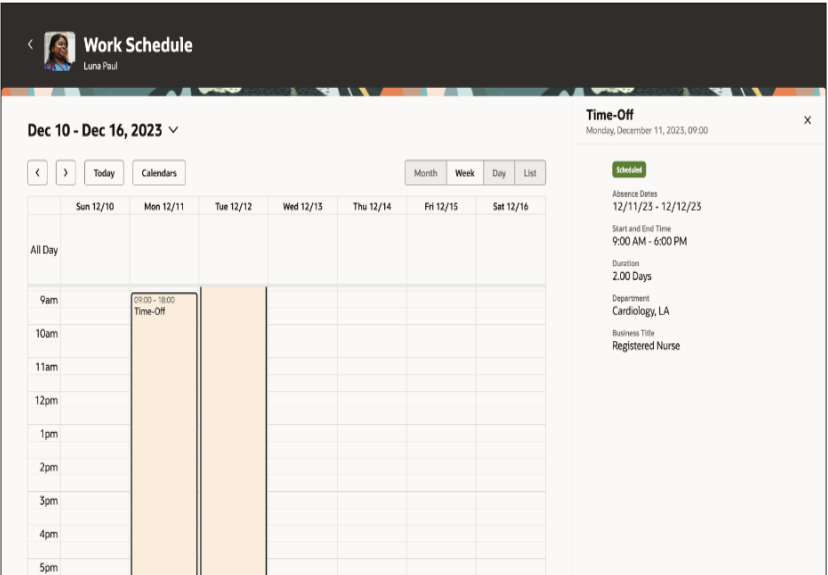 Work Schedule
Luna Paul
Dec 10 - Dec 16, 2023
Today
Calendars
Month
Week
Day
List
Sun 12/10
Mon 12/11
Tue 12/12
Wed 12/13
Thu 12/14
Fri 12/15
Sat 12/16
All Day
9am
09:00 - 18:00
Time-Off
10am
11am
12pm
1pm
2pm
3pm
4pm
5pm
Time-Off
Monday, December 11, 2023, 09:00
Scheduled
Absence Dates
12/11/23 - 12/12/23
Start and End Time
9:00 AM - 6:00 PM
Duration
2.00 Days
Department
Cardiology, LA
Business Title
Registered Nurse